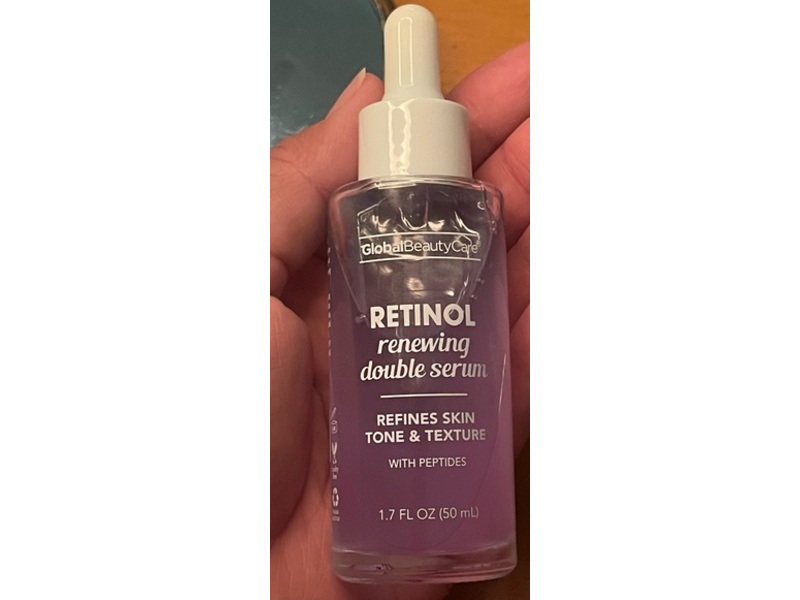 GlobalBeautyCare®
RETINOL
renewing
double serum
REFINES SKIN
TONE & TEXTURE
WITH PEPTIDES
1.7 FL OZ (50 mL)